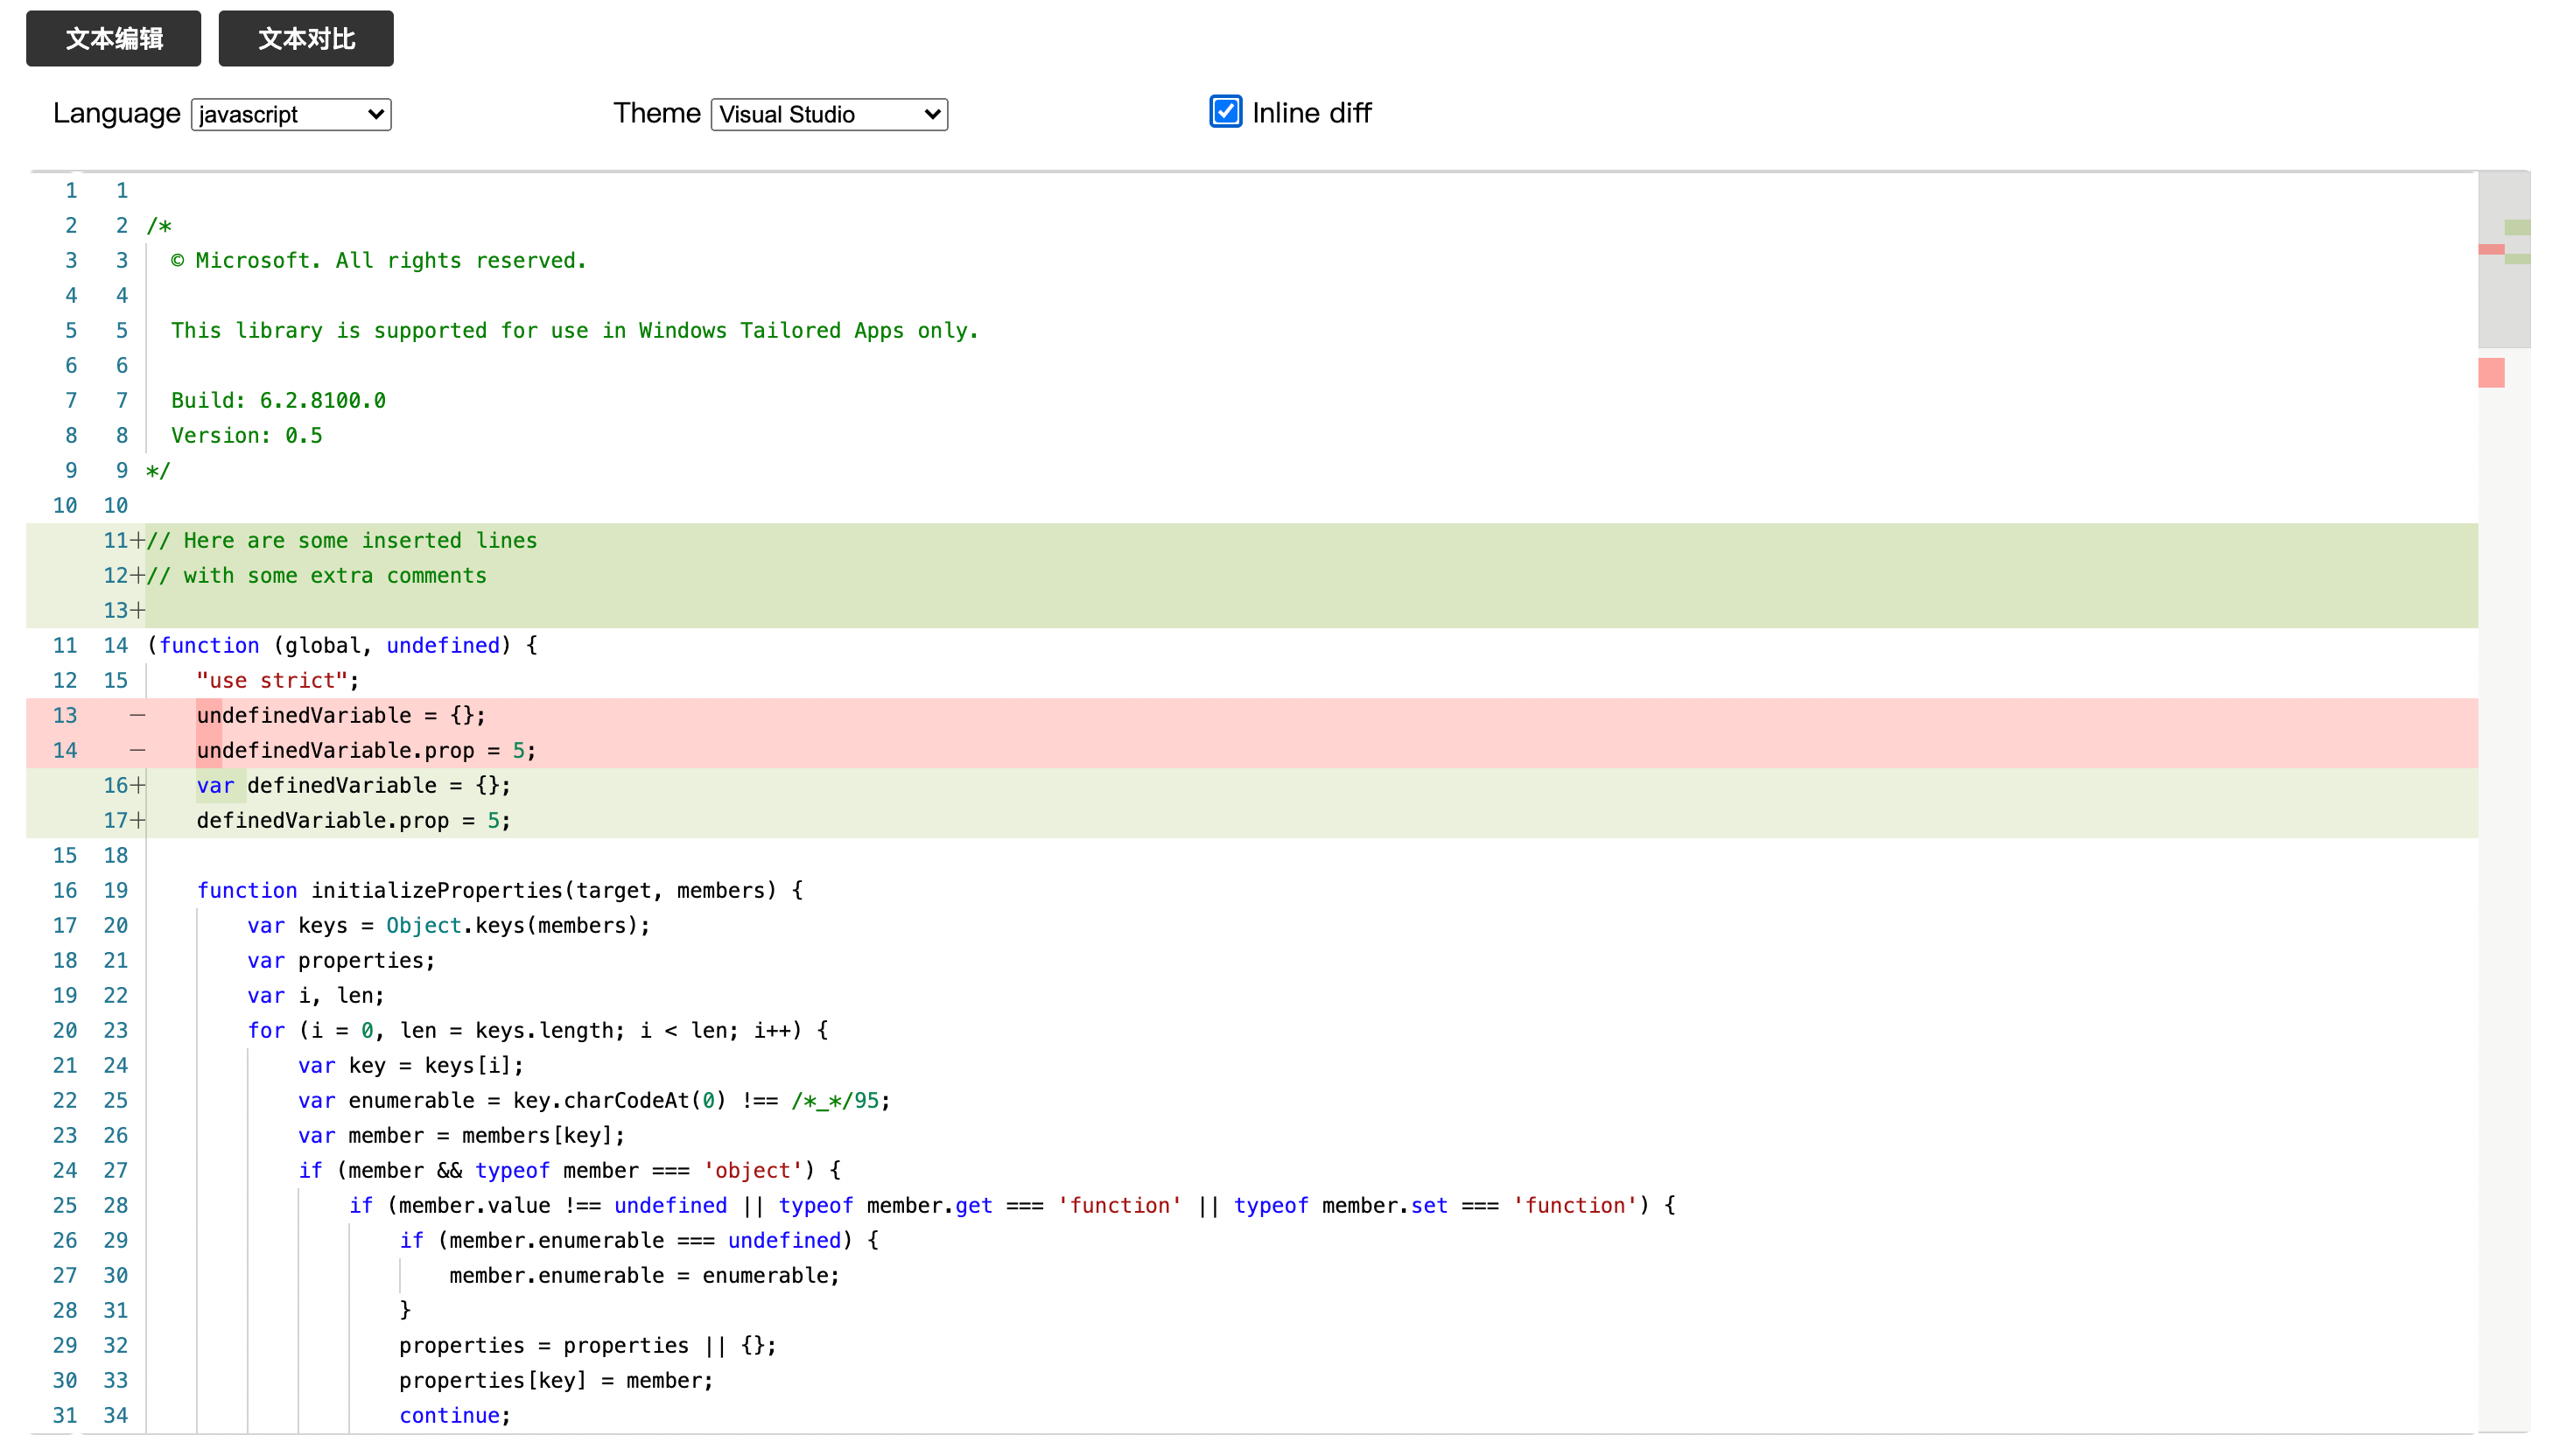 文本编辑 文本对比
Language javascript Theme Visual Studio Inline diff
1 1
2 2 /*
3 3   © Microsoft. All rights reserved.
4 4
5 5   This library is supported for use in Windows Tailored Apps only.
6 6
7 7   Build: 6.2.8100.0
8 8   Version: 0.5
9 9 */
10 10
11+// Here are some inserted lines
12+// with some extra comments
13+
11 14 (function (global, undefined) {
12 15     "use strict";
13 −     undefinedVariable = {};
14 −     undefinedVariable.prop = 5;
16+    var definedVariable = {};
17+    definedVariable.prop = 5;
15 18
16 19     function initializeProperties(target, members) {
17 20         var keys = Object.keys(members);
18 21         var properties;
19 22         var i, len;
20 23         for (i = 0, len = keys.length; i < len; i++) {
21 24             var key = keys[i];
22 25             var enumerable = key.charCodeAt(0) !== /*_*/95;
23 26             var member = members[key];
24 27             if (member && typeof member === 'object') {
25 28                 if (member.value !== undefined || typeof member.get === 'function' || typeof member.set === 'function') {
26 29                     if (member.enumerable === undefined) {
27 30                         member.enumerable = enumerable;
28 31                     }
29 32                     properties = properties || {};
30 33                     properties[key] = member;
31 34                     continue;